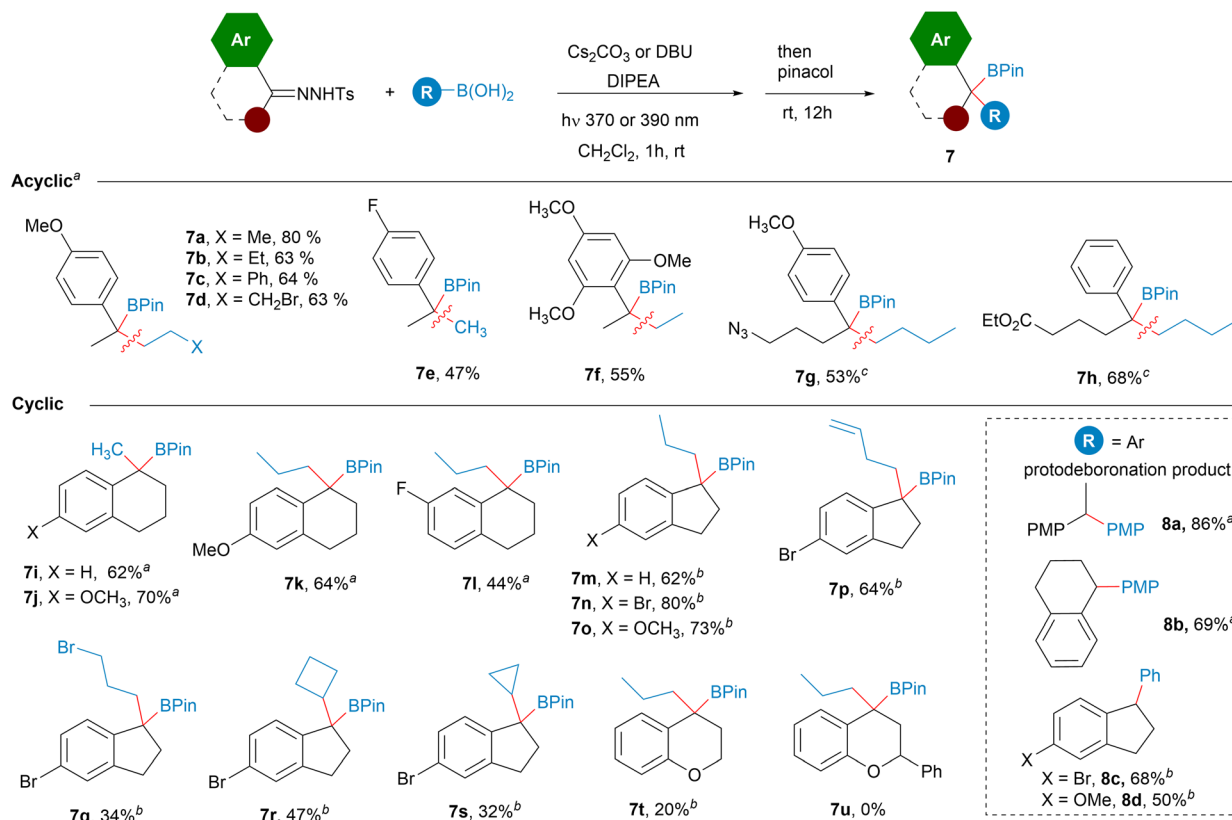 Ar
NNHTs
+
R
B(OH)2
Cs2CO3 or DBU
DIPEA
hν 370 or 390 nm
CH2Cl2, 1h, rt
then
pinacol
rt, 12h
Ar
BPin
R
7
Acyclic^a
MeO
BPin
X
7a, X = Me, 80 %
7b, X = Et, 63 %
7c, X = Ph, 64 %
7d, X = CH2Br, 63 %
F
BPin
CH3
7e, 47%
H3CO
OMe
BPin
H3CO
7f, 55%
H3CO
BPin
N3
7g, 53%^c
BPin
EtO2C
7h, 68%^c
Cyclic
H3C
BPin
X
7i, X = H, 62%^a
7j, X = OCH3, 70%^a
BPin
MeO
7k, 64%^a
BPin
F
7l, 44%^a
BPin
X
7m, X = H, 62%^b
7n, X = Br, 80%^b
7o, X = OCH3, 73%^b
BPin
Br
7p, 64%^b
Br
BPin
Br
7q, 34%^b
BPin
Br
7r, 47%^b
BPin
Br
7s, 32%^b
BPin
O
7t, 20%^b
BPin
O
Ph
7u, 0%
R = Ar
protodeboronation product
PMP
PMP
8a, 86%^a
PMP
8b, 69%^a
Ph
X
X = Br, 8c, 68%^b
X = OMe, 8d, 50%^b